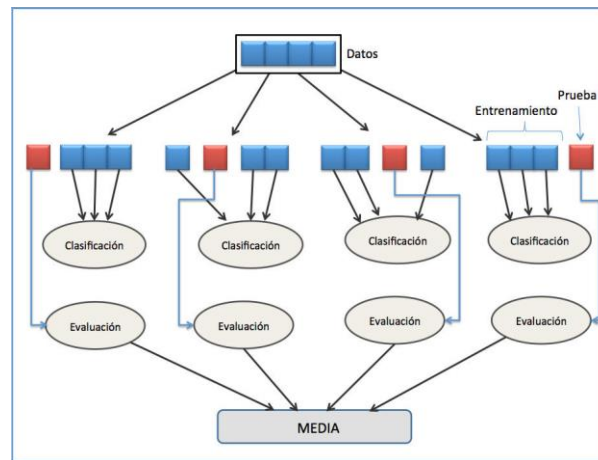 Datos
Prueba
Entrenamiento
Clasificación
Clasificación
Clasificación
Clasificación
Evaluación
Evaluación
Evaluación
Evaluación
MEDIA